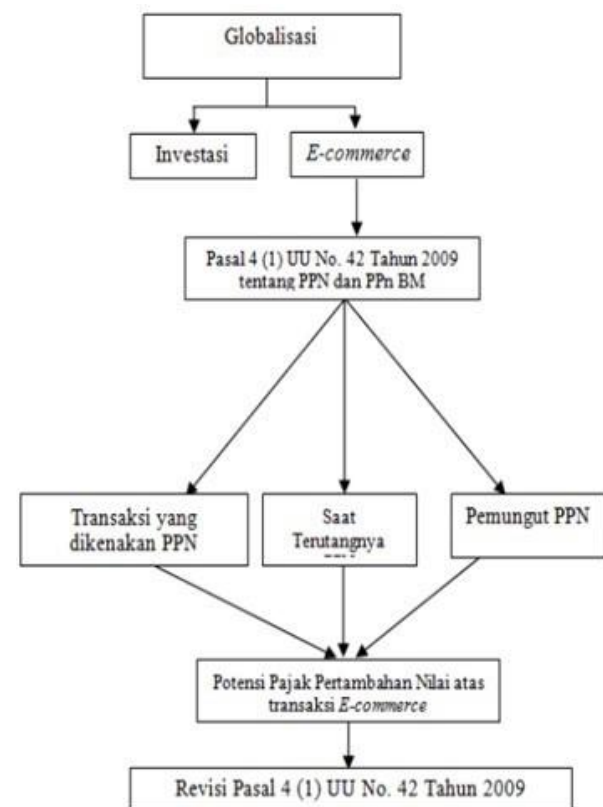 Globalisasi
Investasi
E-commerce
Pasal 4 (1) UU No. 42 Tahun 2009
tentang PPN dan PPn BM
Transaksi yang
dikenakan PPN
Saat
Terutangnya
Pemungut PPN
Potensi Pajak Pertambahan Nilai atas
transaksi E-commerce
Revisi Pasal 4 (1) UU No. 42 Tahun 2009